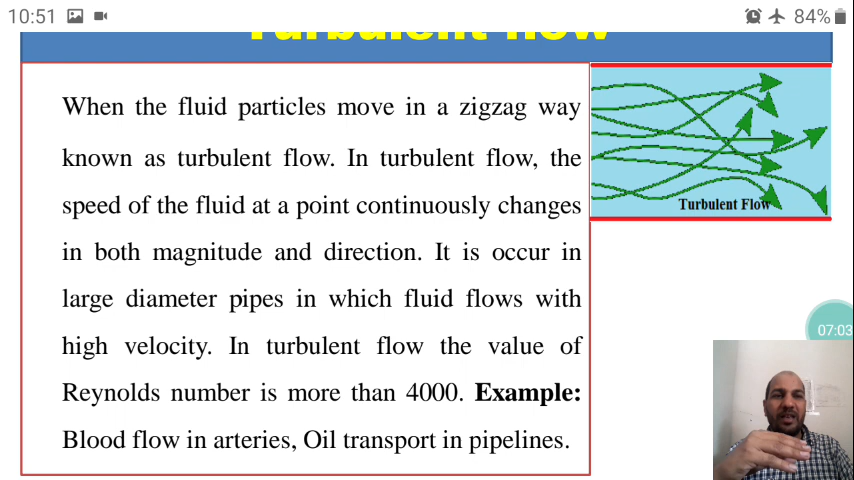 10:51
84%
Turbulent flow
When the fluid particles move in a zigzag way
known as turbulent flow. In turbulent flow, the
speed of the fluid at a point continuously changes
in both magnitude and direction. It is occur in
large diameter pipes in which fluid flows with
high velocity. In turbulent flow the value of
Reynolds number is more than 4000. Example:
Blood flow in arteries, Oil transport in pipelines.
Turbulent Flow
07:03